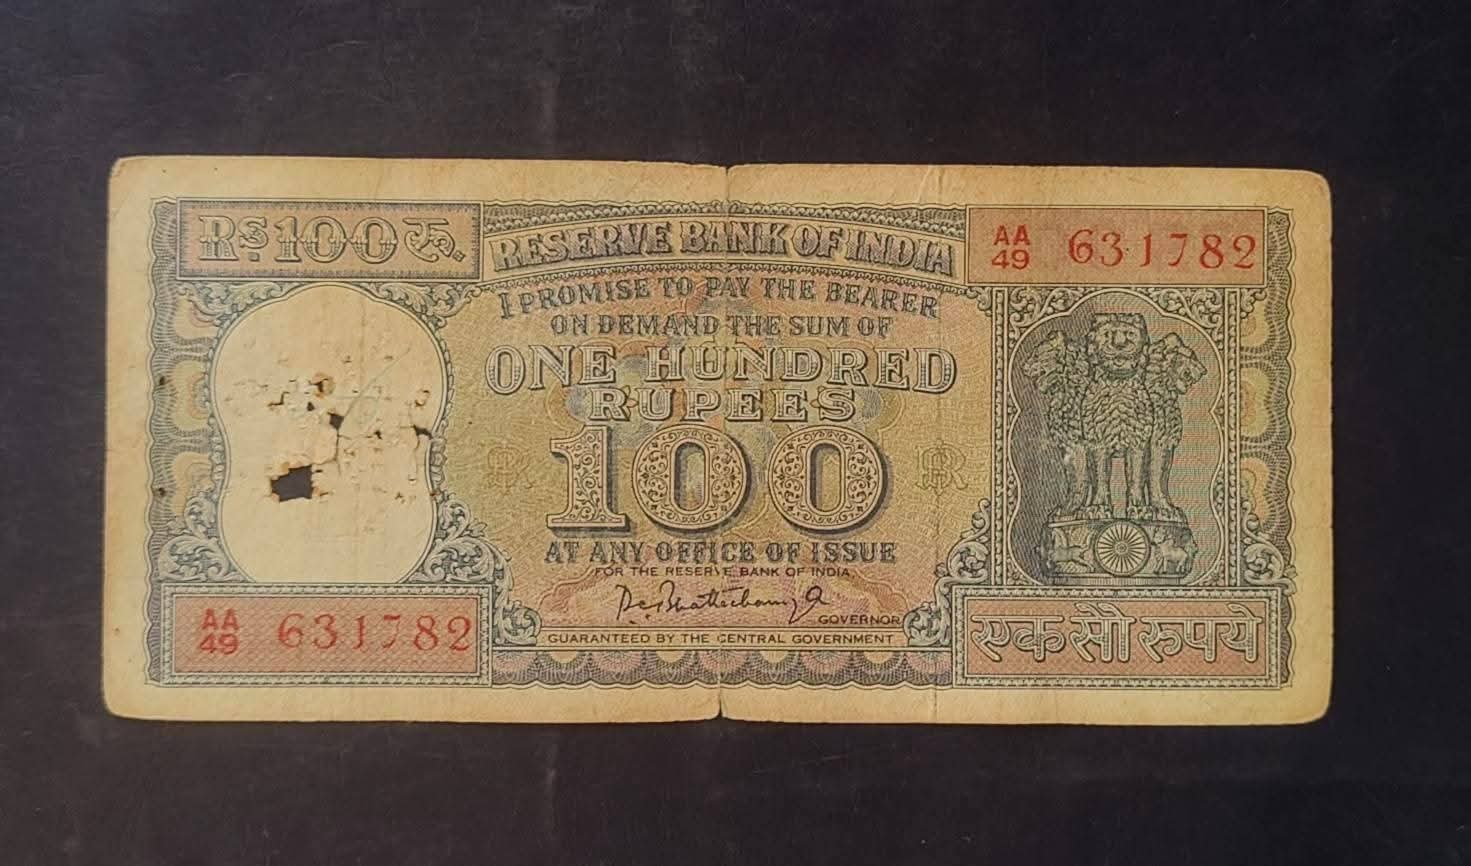 RS 100 रु.
RESERVE BANK OF INDIA
AA
49 631782
I PROMISE TO PAY THE BEARER
ON DEMAND THE SUM OF
ONE HUNDRED
RUPEES
100
AT ANY OFFICE OF ISSUE
FOR THE RESERVE BANK OF INDIA
GOVERNOR
GUARANTEED BY THE CENTRAL GOVERNMENT
AA
49 631782
एक सौ रुपये